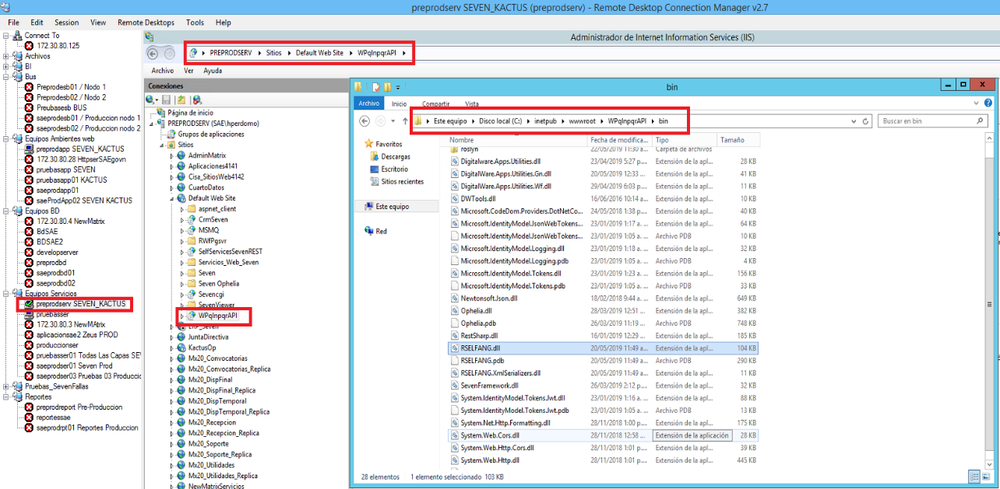 preprodserv SEVEN_KACTUS (preprodserv) - Remote Desktop Connection Manager v2.7
File Edit Session View Remote Desktops Tools Help
Connect To
172.30.80.125
Archivos
BI
Bus
Preprodesb01 / Nodo 1
Preprodesb02 / Nodo 2
Preubasesb BUS
saeprodesb01 / Produccion nodo 1
saeprodesb02 / Produccion nodo 2
Equipos Ambientes web
preprodapp SEVEN_KACTUS
172.30.80.28 HttpserSAEgovn
pruebasapp SEVEN
pruebasapp01 KACTUS
saeprodapp01
saeProdApp02 SEVEN KACTUS
Equipos BD
172.30.80.4 NewMatrix
BdSAE
BDSAE2
developserver
preprodbd
saeprodbd01
saeprodbd02
Equipos Servicios
preprodserv SEVEN_KACTUS
pruebasser
172.30.80.3 NewMAtrix
aplicacionsae2 Zeus PROD
produccionser
pruebasser01 Todas Las Capas SEV
saeprodser01 Seven Prod
saeprodser03 Pruebas 03 Produccio
Pruebas_SevenFallas
Reportes
preprodreport Pre-Produccion
reportessae
saeprodrpt01 Reportes Produccion
Administrador de Internet Information Services (IIS)
PREPRODSERV Sitios Default Web Site WPqInpqrAPI
Archivo Ver Ayuda
Conexiones
Página de inicio
PREPRODSERV (SAE\hperdomo)
Grupos de aplicaciones
Sitios
AdminMatrix
Aplicaciones4141
Cisa_SitiosWeb4142
CuartoDatos
Default Web Site
aspnet_client
CrmSeven
MSMQ
RWfPgsvr
SelfServicesSevenREST
Servicios_Web_Seven
Seven
Seven Ophelia
Sevencgi
SevenViewer
WPqInpqrAPI
ERP_Seven
JuntaDirectiva
KactusOp
Mx20_Convocatorias
Mx20_Convocatorias_Replica
Mx20_DispFinal
Mx20_DispFinal_Replica
Mx20_DispTemporal
Mx20_DispTemporal_Replica
Mx20_Recepcion
Mx20_Recepcion_Replica
Mx20_Soporte
Mx20_Soporte_Replica
Mx20_Utilidades
Mx20_Utilidades_Replica
NewMatrixServicios
bin
Archivo Inicio Compartir Vista
Este equipo Disco local (C:) inetpub wwwroot WPqInpqrAPI bin
Buscar en bin
Favoritos
Descargas
Escritorio
Sitios recientes
Este equipo
Red
Nombre Fecha de modifica... Tipo Tamaño
roslyn 22/05/2019 11:30 a... Carpeta de archivos
Digitalware.Apps.Utilities.dll 23/04/2019 5:27 p.... Extensión de la apl... 28 KB
DigitalWare.Apps.Utilities.Gn.dll 20/05/2019 12:33 ... Extensión de la apl... 41 KB
DigitalWare.Apps.Utilities.Wf.dll 29/04/2019 6:03 p.... Extensión de la apl... 11 KB
DWTools.dll 16/06/2016 10:14 a... Extensión de la apl... 10 KB
Microsoft.CodeDom.Providers.DotNetCo... 24/05/2018 1:38 p.... Extensión de la apl... 40 KB
Microsoft.IdentityModel.JsonWebTokens... 23/01/2019 1:17 a.... Extensión de la apl... 64 KB
Microsoft.IdentityModel.JsonWebTokens... 23/01/2019 1:05 a.... Archivo PDB 10 KB
Microsoft.IdentityModel.Logging.dll 23/01/2019 1:18 a.... Extensión de la apl... 32 KB
Microsoft.IdentityModel.Logging.pdb 23/01/2019 1:05 a.... Archivo PDB 4 KB
Microsoft.IdentityModel.Tokens.dll 23/01/2019 1:23 a.... Extensión de la apl... 156 KB
Microsoft.IdentityModel.Tokens.pdb 23/01/2019 1:05 a.... Archivo PDB 33 KB
Newtonsoft.Json.dll 18/02/2018 9:44 a.... Extensión de la apl... 649 KB
Ophelia.dll 28/03/2019 12:51 ... Extensión de la apl... 382 KB
Ophelia.pdb 26/03/2019 11:19 ... Archivo PDB 748 KB
RestSharp.dll 16/01/2019 12:29 ... Extensión de la apl... 185 KB
RSELFANG.dll 20/05/2019 11:49 a... Extensión de la apl... 104 KB
RSELFANG.pdb 20/05/2019 11:49 a... Archivo PDB 290 KB
RSELFANG.XmlSerializers.dll 20/05/2019 11:49 a... Extensión de la apl... 11 KB
SevenFramework.dll 26/03/2019 2:12 p.... Extensión de la apl... 32 KB
System.IdentityModel.Tokens.Jwt.dll 23/01/2019 1:16 a.... Extensión de la apl... 88 KB
System.IdentityModel.Tokens.Jwt.pdb 23/01/2019 1:05 a.... Archivo PDB 13 KB
System.Net.Http.Formatting.dll 28/11/2018 1:00 p.... Extensión de la apl... 175 KB
System.Web.Cors.dll 28/11/2018 12:58 ... Extensión de la aplicación 28 KB
System.Web.Http.Cors.dll 28/11/2018 1:01 p.... Extensión de la apl... 39 KB
System.Web.Http.dll 28/11/2018 1:01 p.... Extensión de la apl... 445 KB
28 elementos 1 elemento seleccionado 103 KB